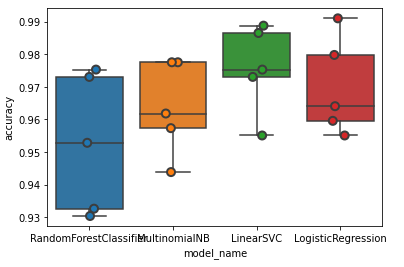 0.99
0.98
0.97
0.96
0.95
0.94
0.93
accuracy
RandomForestClassifier MultinomialNB LinearSVC LogisticRegression
model_name